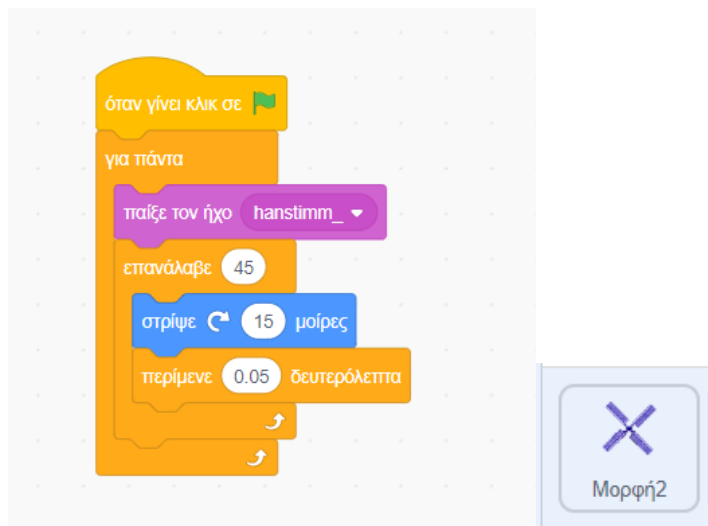 όταν γίνει κλικ σε
για πάντα
παίξε τον ήχο hanstimm_
επανάλαβε 45
στρίψε 15 μοίρες
περίμενε 0.05 δευτερόλεπτα
Μορφή2